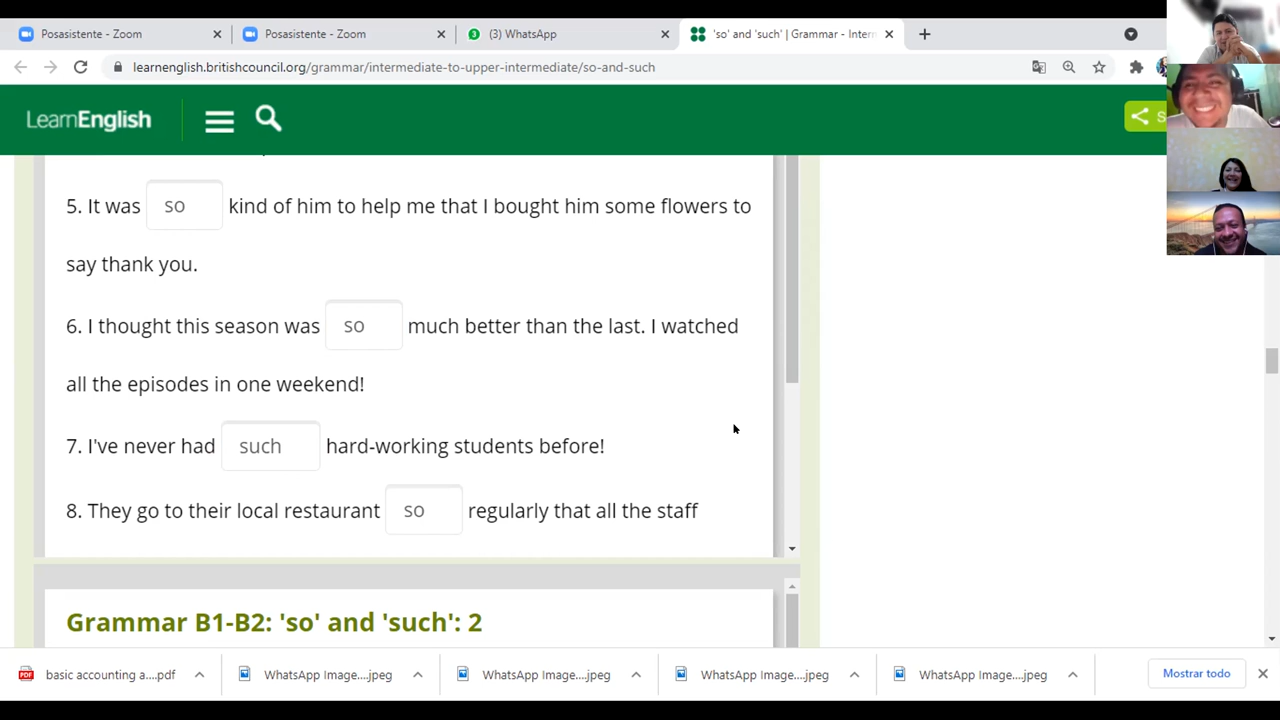 Posasistente - Zoom
Posasistente - Zoom
(3) WhatsApp
'so' and 'such' | Grammar - Inter
learnenglish.britishcouncil.org/grammar/intermediate-to-upper-intermediate/so-and-such
LearnEnglish
S
5. It was so kind of him to help me that I bought him some flowers to
say thank you.
6. I thought this season was so much better than the last. I watched
all the episodes in one weekend!
7. I've never had such hard-working students before!
8. They go to their local restaurant so regularly that all the staff
Grammar B1-B2: 'so' and 'such': 2
basic accounting a....pdf
WhatsApp Image....jpeg
WhatsApp Image....jpeg
WhatsApp Image....jpeg
WhatsApp Image....jpeg
Mostrar todo